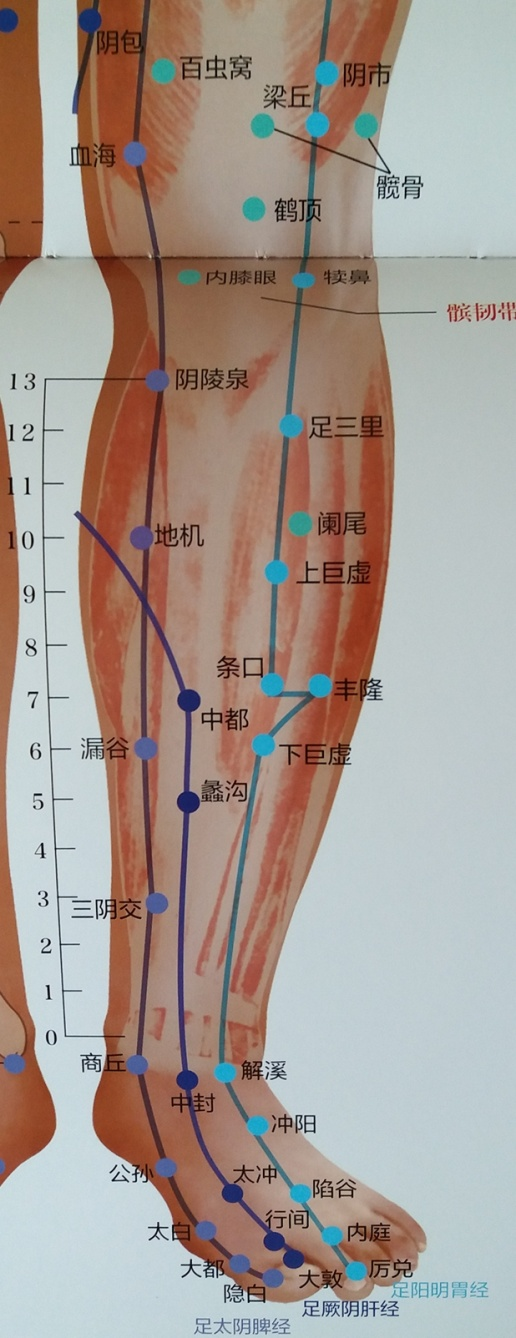 阴包
百虫窝
阴市
梁丘
血海
髋骨
鹤顶
内膝眼
犊鼻
髌韧带
13
阴陵泉
12
足三里
11
阑尾
10
地机
9
上巨虚
8
条口
7
丰隆
中都
6
漏谷
下巨虚
5
蠡沟
4
3
三阴交
2
1
0
商丘
解溪
中封
冲阳
公孙
太冲
陷谷
太白
行间
内庭
大都
大敦
厉兑
隐白
足阳明胃经
足厥阴肝经
足太阴脾经